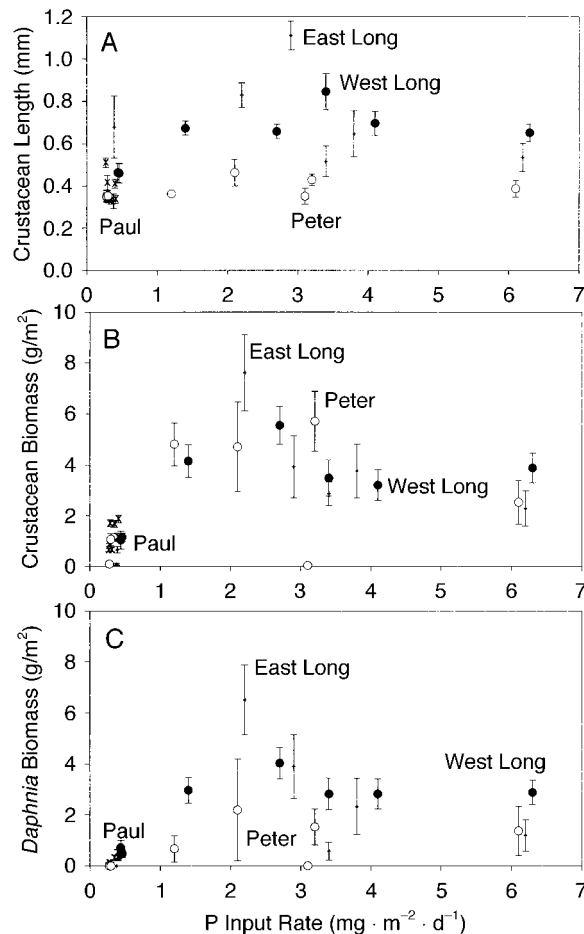 A
Crustacean Length (mm)
1.2
1.0
0.8
0.6
0.4
0.2
0.0
East Long
West Long
Paul
Peter
0 1 2 3 4 5 6 7
B
Crustacean Biomass (g/m²)
10
8
6
4
2
0
East Long
Peter
West Long
Paul
0 1 2 3 4 5 6 7
C
Daphnia Biomass (g/m²)
10
8
6
4
2
0
East Long
West Long
Paul
Peter
0 1 2 3 4 5 6 7
P Input Rate (mg · m⁻² · d⁻¹)